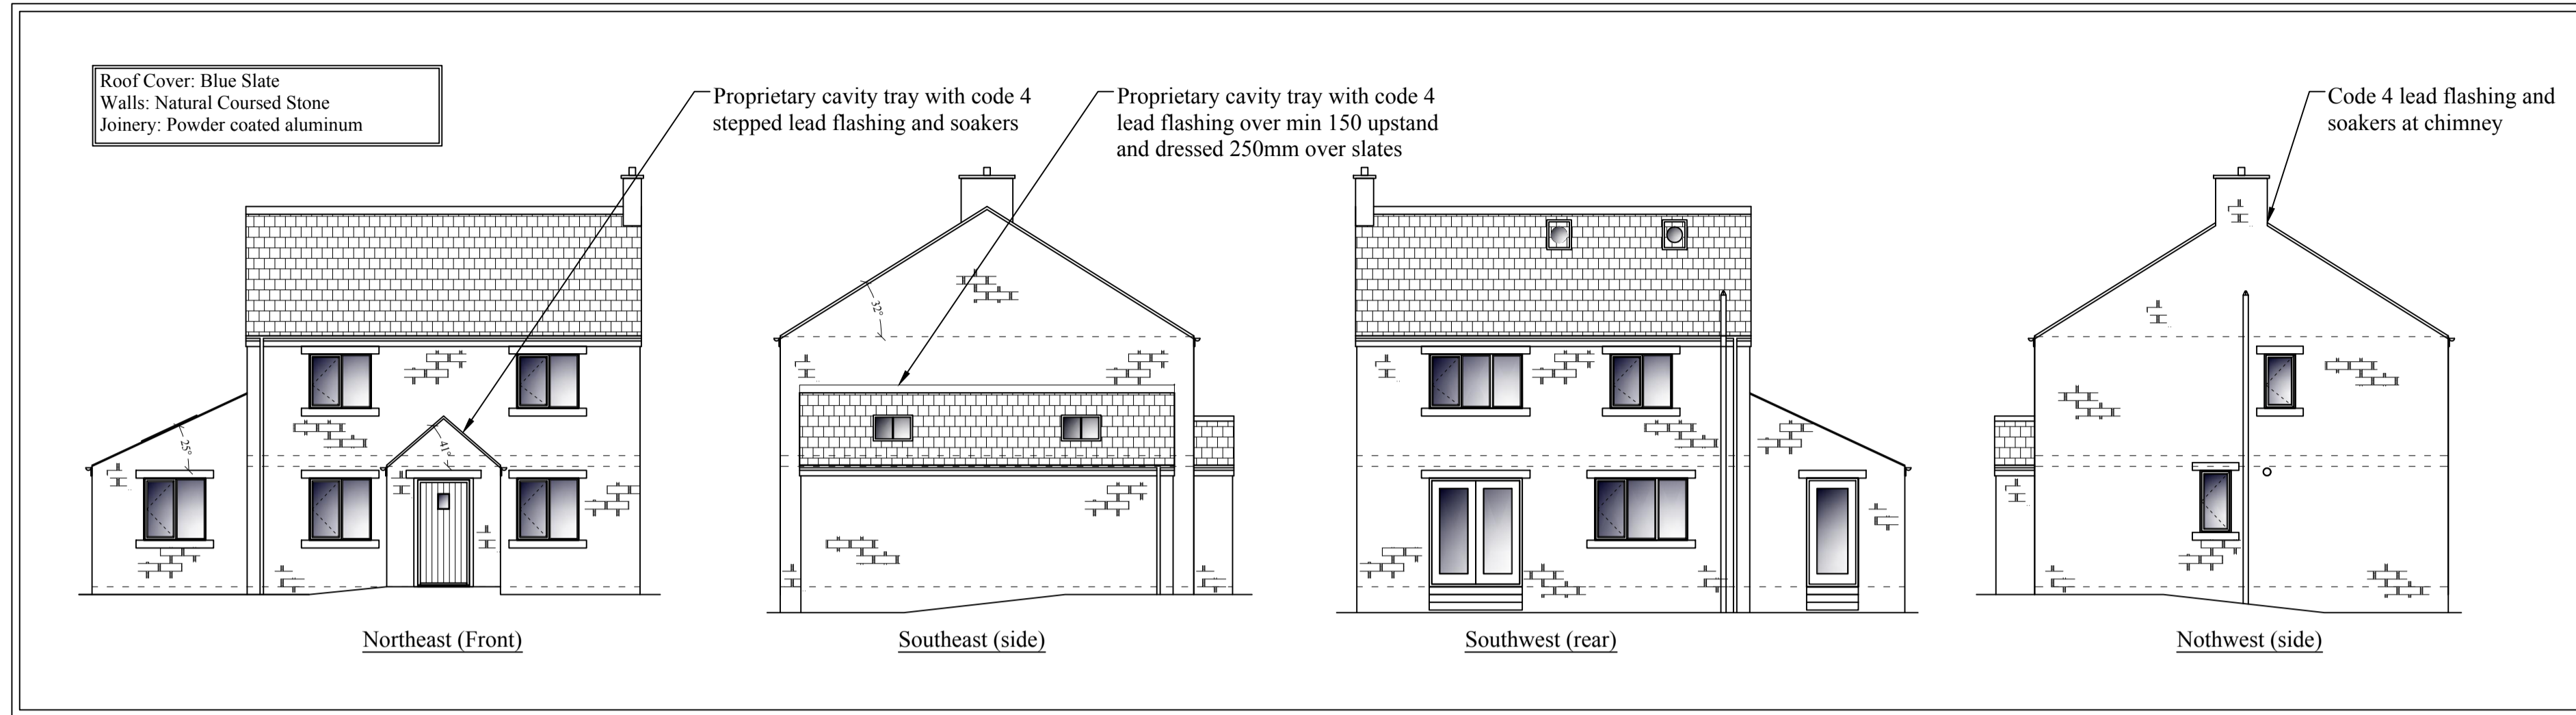 Roof Cover: Blue Slate
Walls: Natural Coursed Stone
Joinery: Powder coated aluminum
Proprietary cavity tray with code 4
stepped lead flashing and soakers
Proprietary cavity tray with code 4
lead flashing over min 150 upstand
and dressed 250mm over slates
Code 4 lead flashing and
soakers at chimney
25°
41°
32°
Northeast (Front)
Southeast (side)
Southwest (rear)
Nothwest (side)